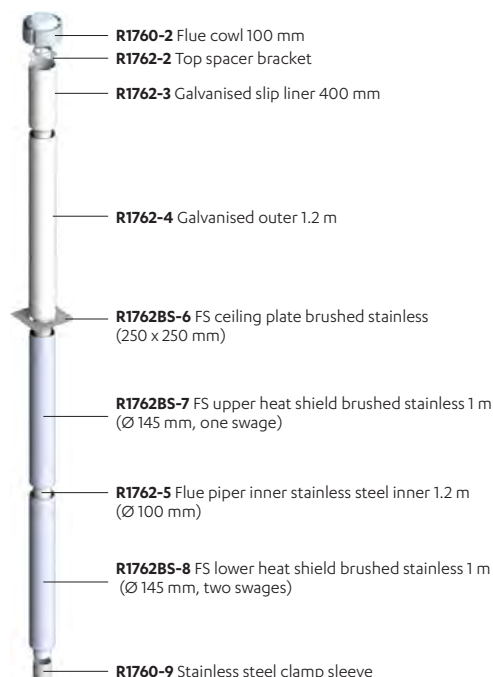 R1760-2 Flue cowl 100 mm
R1762-2 Top spacer bracket
R1762-3 Galvanised slip liner 400 mm
R1762-4 Galvanised outer 1.2 m
R1762BS-6 FS ceiling plate brushed stainless
(250 x 250 mm)
R1762BS-7 FS upper heat shield brushed stainless 1 m
(Ø 145 mm, one swage)
R1762-5 Flue piper inner stainless steel inner 1.2 m
(Ø 100 mm)
R1762BS-8 FS lower heat shield brushed stainless 1 m
(Ø 145 mm, two swages)
R1760-9 Stainless steel clamp sleeve